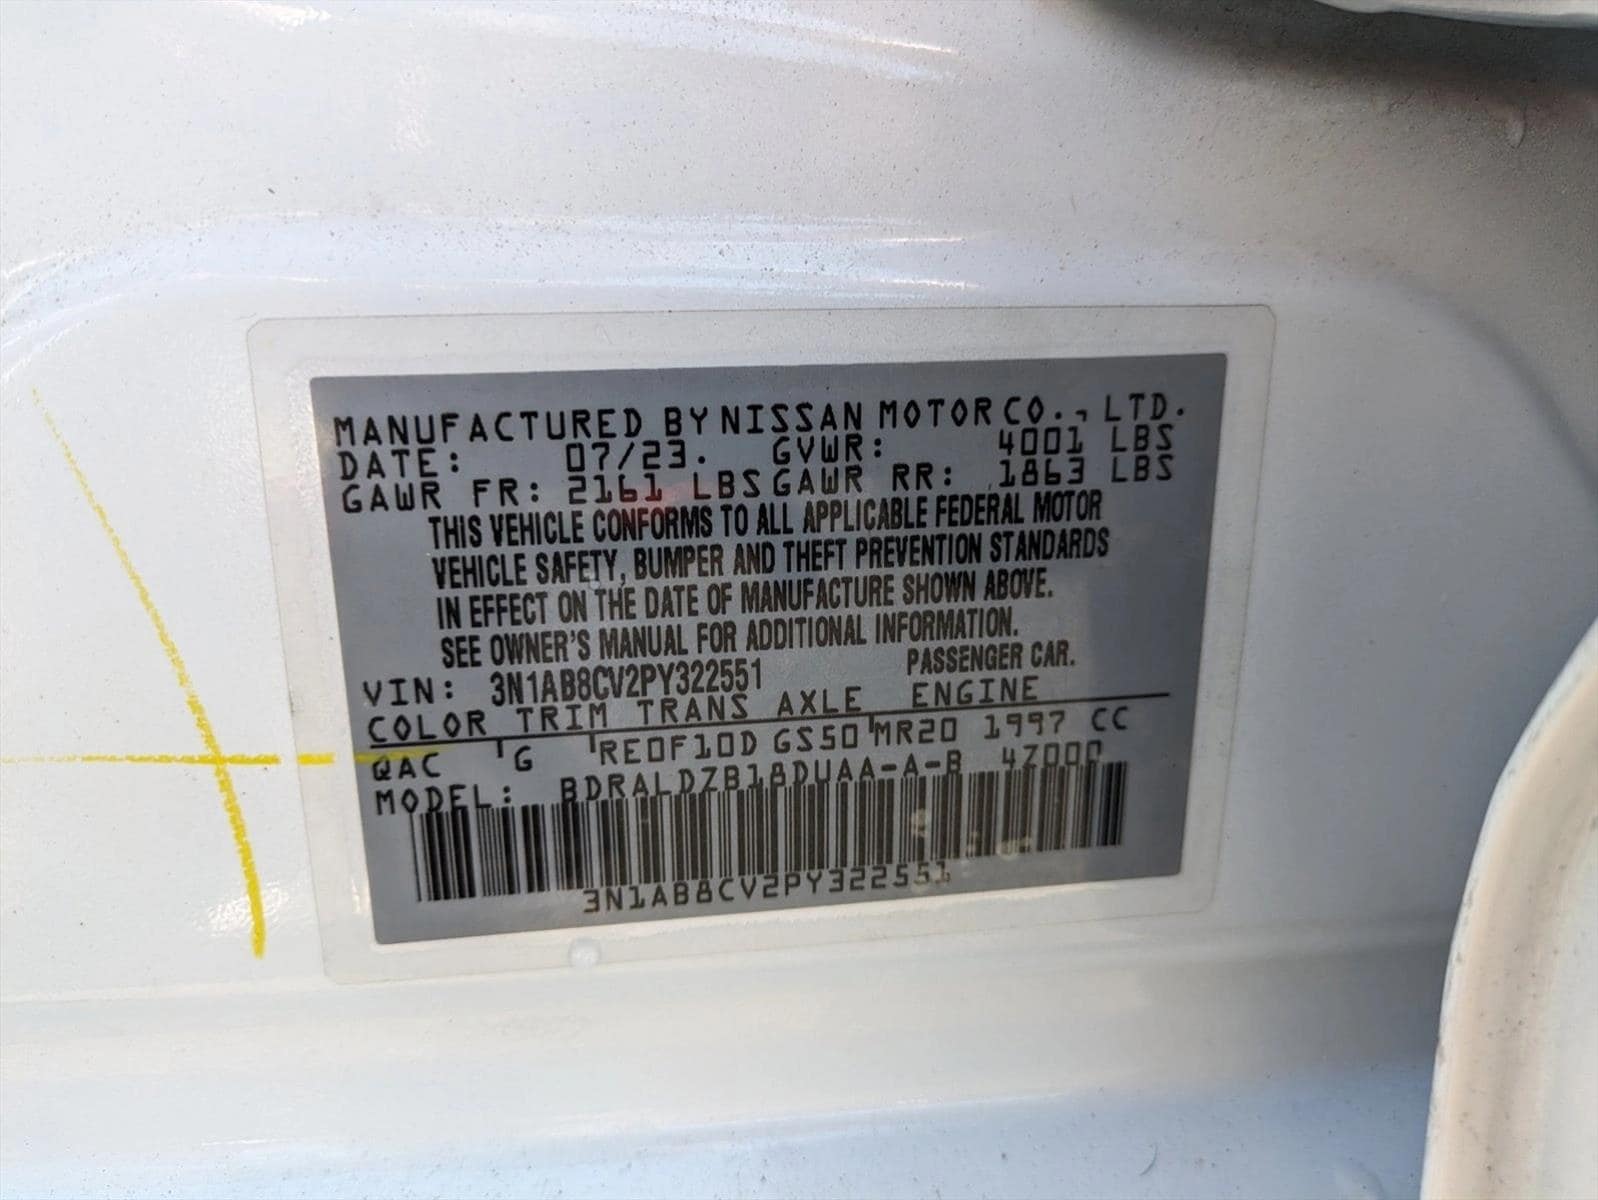 MANUFACTURED BY NISSAN MOTOR CO., LTD.
DATE: 07/23. GVWR: 4001 LBS
GAWR FR: 2161 LBS GAWR RR: 1863 LBS
THIS VEHICLE CONFORMS TO ALL APPLICABLE FEDERAL MOTOR
VEHICLE SAFETY, BUMPER AND THEFT PREVENTION STANDARDS
IN EFFECT ON THE DATE OF MANUFACTURE SHOWN ABOVE.
SEE OWNER'S MANUAL FOR ADDITIONAL INFORMATION.
VIN: 3N1AB8CV2PY322551 PASSENGER CAR.
COLOR TRIM TRANS AXLE ENGINE
QAC G RE0F10D GS50 MR20 1997 CC
MODEL: BDRALDZB18DUAA-A-B
3N1AB8CV2PY322551